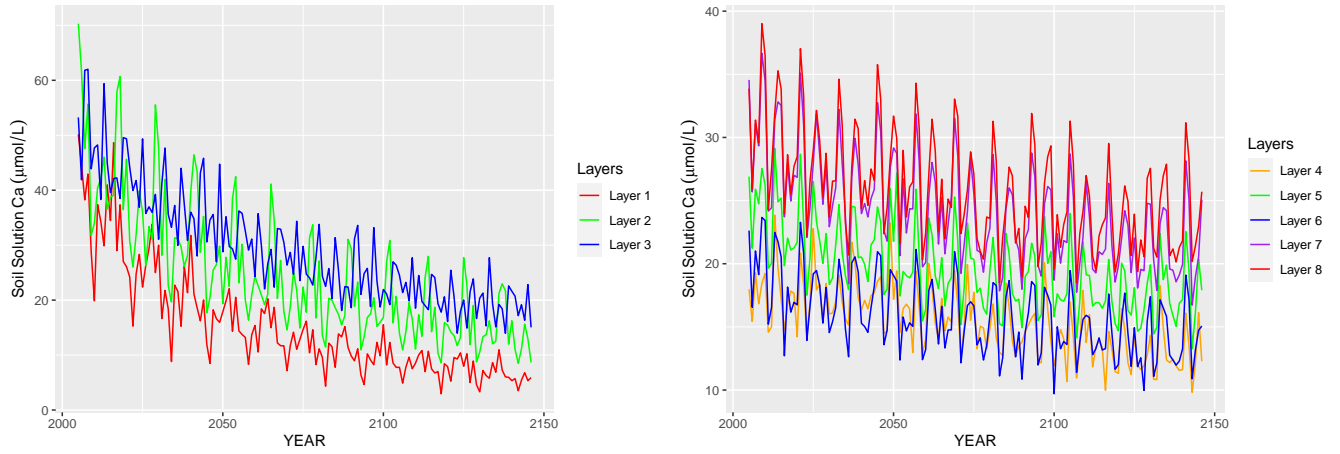 Soil Solution Ca (μmol/L)
60
40
20
0
2000
2050
2100
2150
YEAR
Layers
Layer 1
Layer 2
Layer 3
Soil Solution Ca (μmol/L)
40
30
20
10
2000
2050
2100
2150
YEAR
Layers
Layer 4
Layer 5
Layer 6
Layer 7
Layer 8